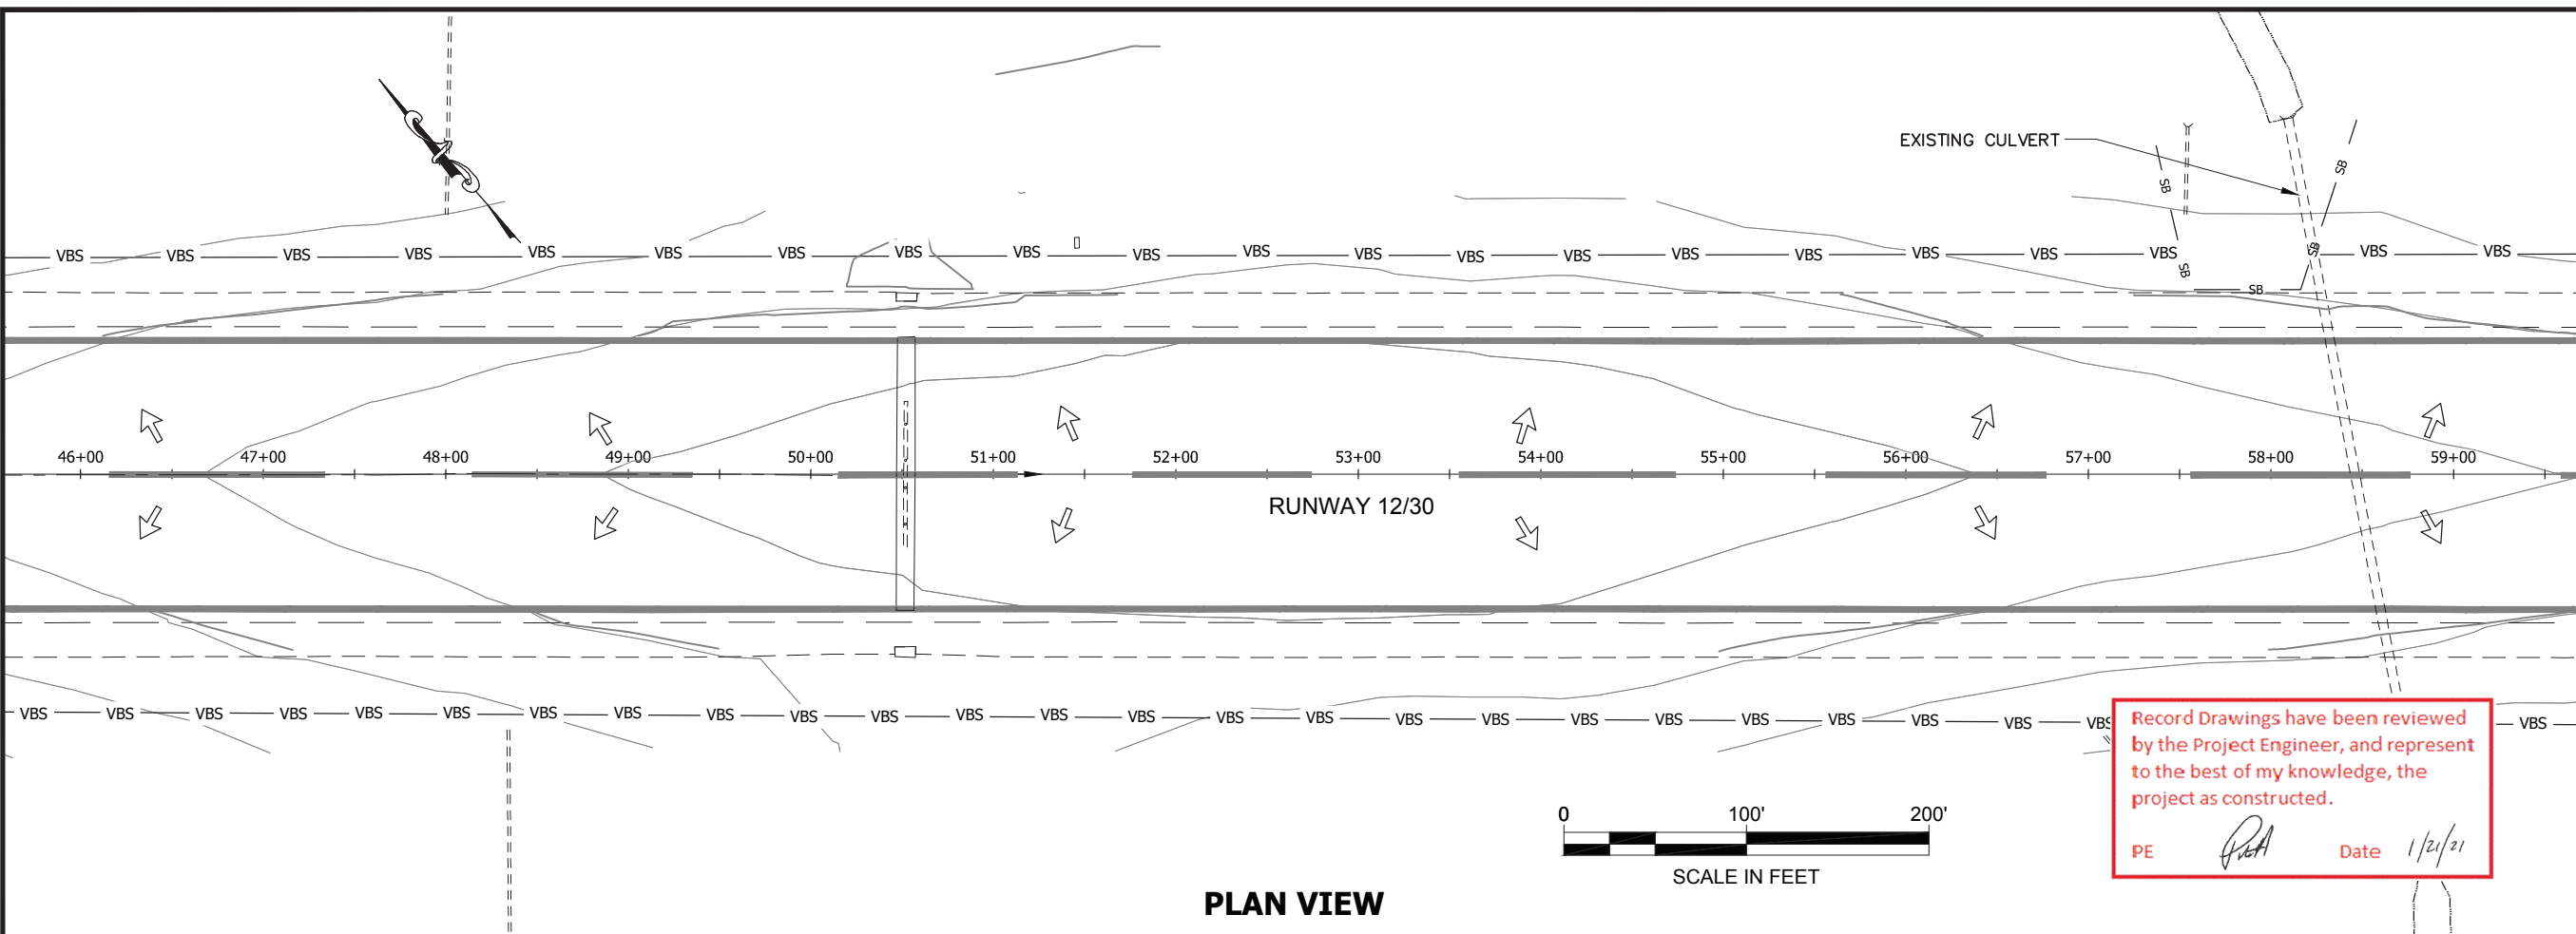 EXISTING CULVERT
SB
SB
VBS VBS VBS VBS VBS VBS VBS VBS VBS VBS VBS VBS VBS VBS VBS VBS VBS VBS VBS VBS VBS
SB
SB
SB
46+00 47+00 48+00 49+00 50+00 51+00 52+00 53+00 54+00 55+00 56+00 57+00 58+00 59+00
RUNWAY 12/30
VBS VBS VBS VBS VBS VBS VBS VBS VBS VBS VBS VBS VBS VBS VBS VBS VBS VBS VBS VBS VBS VBS VBS VBS VBS
Record Drawings have been reviewed
by the Project Engineer, and represent
to the best of my knowledge, the
project as constructed.
PE Date 1/21/21
0 100' 200'
SCALE IN FEET
PLAN VIEW